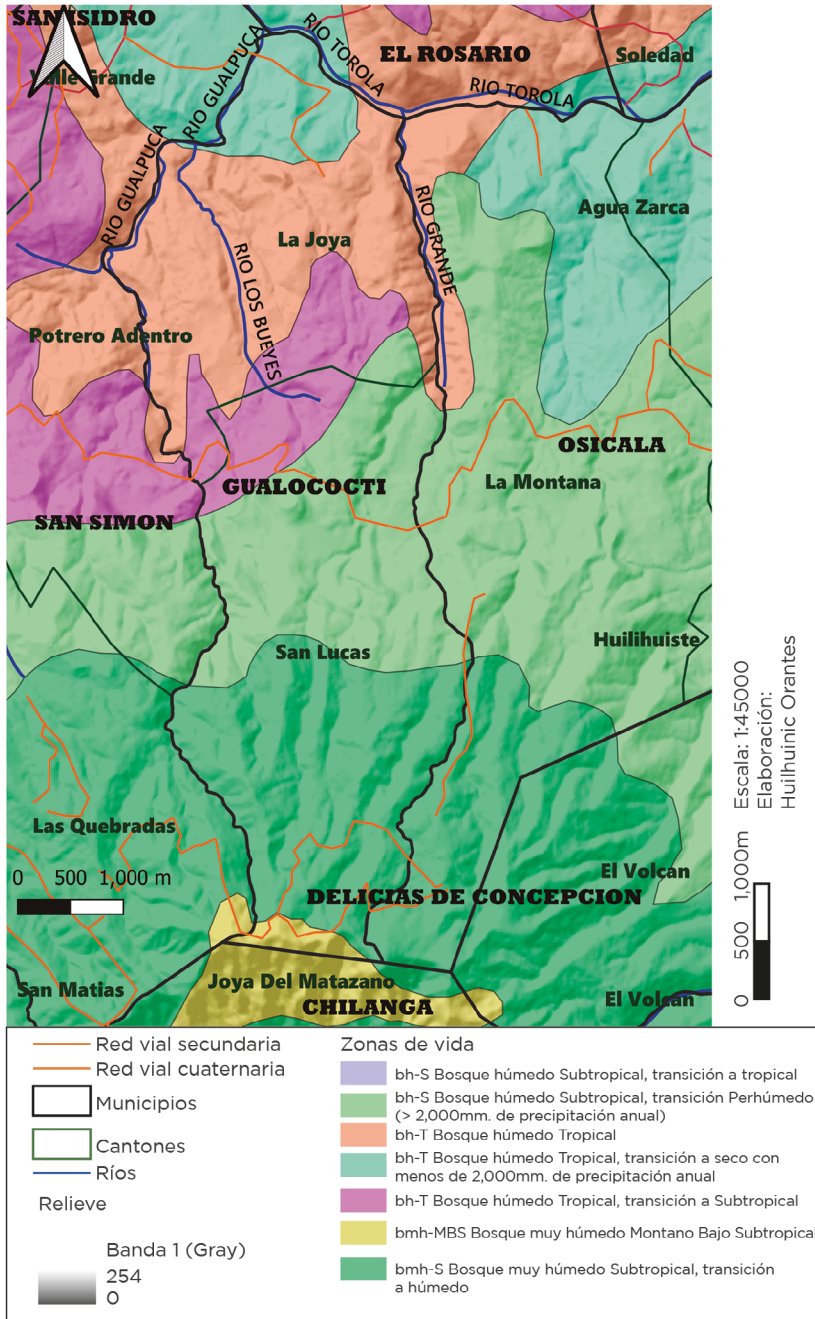 SAN ISIDRO
Valle Grande
RIO GUALPUCA
RIO TOROLA
EL ROSARIO
Soledad
RIO TOROLA
RIO GUALPUCA
RIO GRANDE
Agua Zarca
La Joya
RIO LOS BUEYES
Potrero Adentro
OSICALA
GUALOCOCTI
La Montana
SAN SIMON
San Lucas
Huilihuiste
Las Quebradas
El Volcan
0 500 1,000 m
DELICIAS DE CONCEPCION
San Matias
Joya Del Matazano
CHILANGA
El Volcan
Escala: 1:45000
Elaboración:
Huilhuinic Orantes
0 500 1,000m
Red vial secundaria
Red vial cuaternaria
Municipios
Cantones
Ríos
Relieve
Banda 1 (Gray)
254
0
Zonas de vida
bh-S Bosque húmedo Subtropical, transición a tropical
bh-S Bosque húmedo Subtropical, transición Perhúmedo
(> 2,000mm. de precipitación anual)
bh-T Bosque húmedo Tropical
bh-T Bosque húmedo Tropical, transición a seco con
menos de 2,000mm. de precipitación anual
bh-T Bosque húmedo Tropical, transición a Subtropical
bmh-MBS Bosque muy húmedo Montano Bajo Subtropical
bmh-S Bosque muy húmedo Subtropical, transición
a húmedo